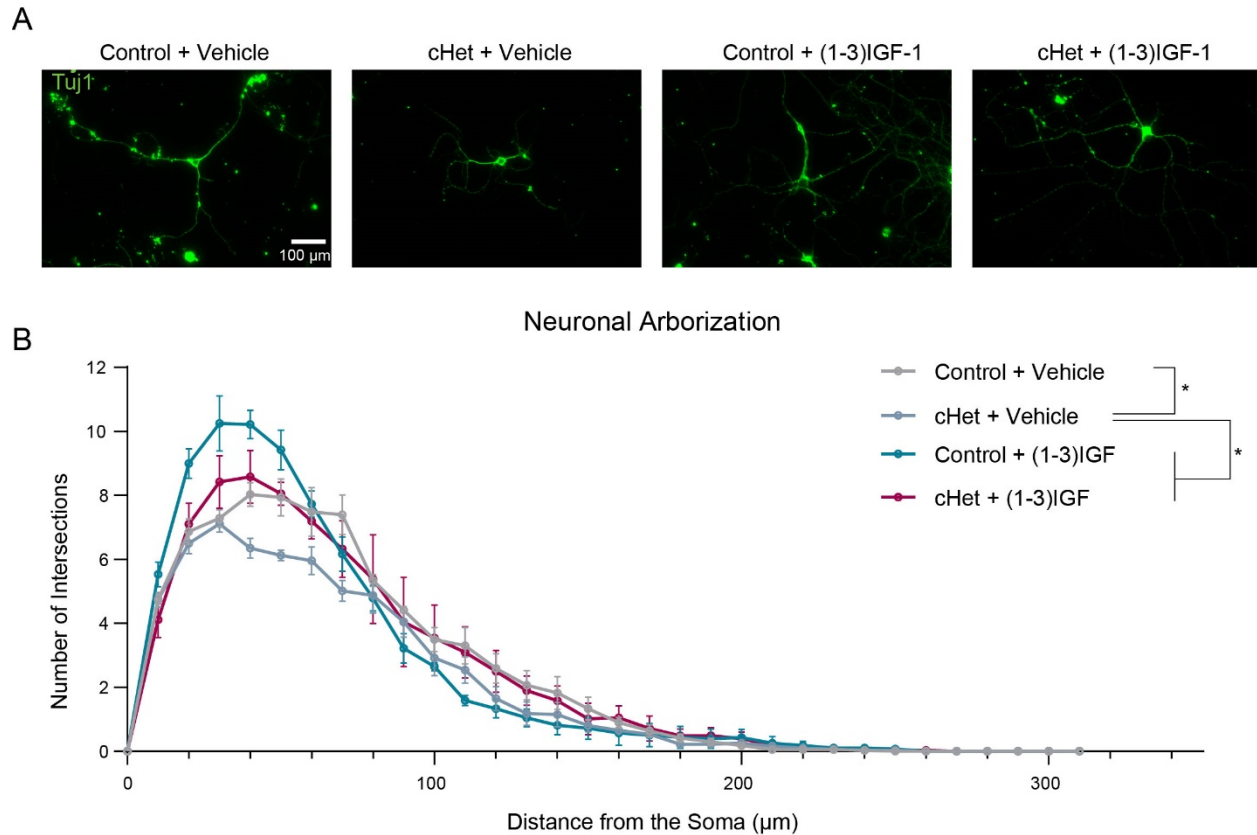 A
Control + Vehicle
cHet + Vehicle
Control + (1-3)IGF-1
cHet + (1-3)IGF-1
Tuj1
100 µm
Neuronal Arborization
B
12
10
8
6
4
2
0
Number of Intersections
0
100
200
300
Distance from the Soma (µm)
Control + Vehicle
cHet + Vehicle
Control + (1-3)IGF
cHet + (1-3)IGF
*
*